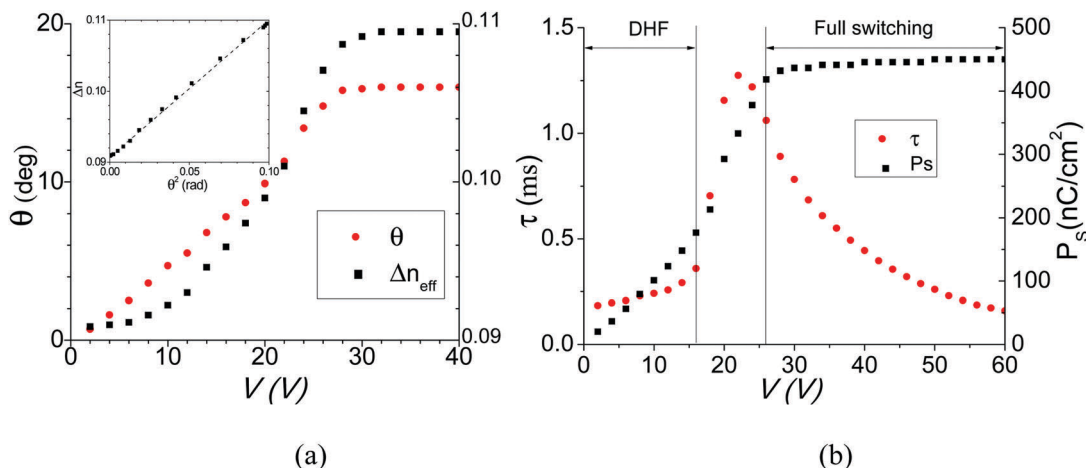 0.11
0.10
0.09
Δn
0.00 0.05 0.10
θ² (rad)
20
10
0
θ (deg)
0.11
0.10
0.09
θ
Δn_eff
0 10 20 30 40
V (V)
(a)
DHF
Full switching
1.5
1.0
0.5
0.0
τ (ms)
500
400
300
200
100
0
P_S(nC/cm²)
τ
Ps
0 10 20 30 40 50 60
V (V)
(b)